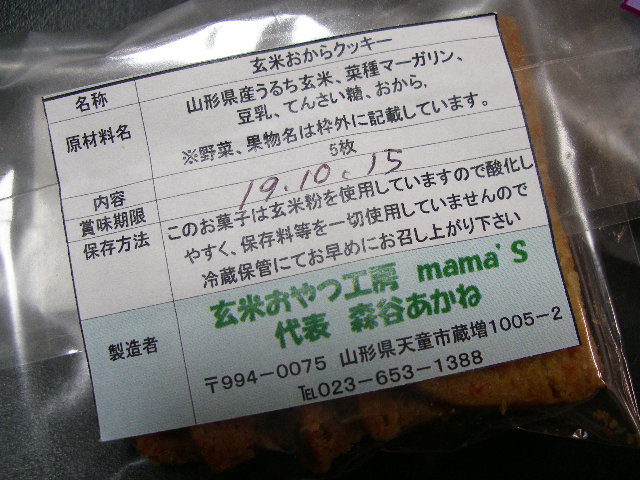 名称 玄米おからクッキー
原材料名 山形県産うるち玄米、菜種マーガリン、
豆乳、てんさい糖、おから、
※野菜、果物名は枠外に記載しています。
内容 5枚
賞味期限 19.10.15
保存方法 このお菓子は玄米粉を使用していますので酸化し
やすく、保存料等を一切使用していませんので
冷蔵保管にてお早めにお召し上がり下さい
製造者 玄米おやつ工房 mama'S
代表 森谷あかね
〒994-0075 山形県天童市蔵増1005-2
℡023-653-1388